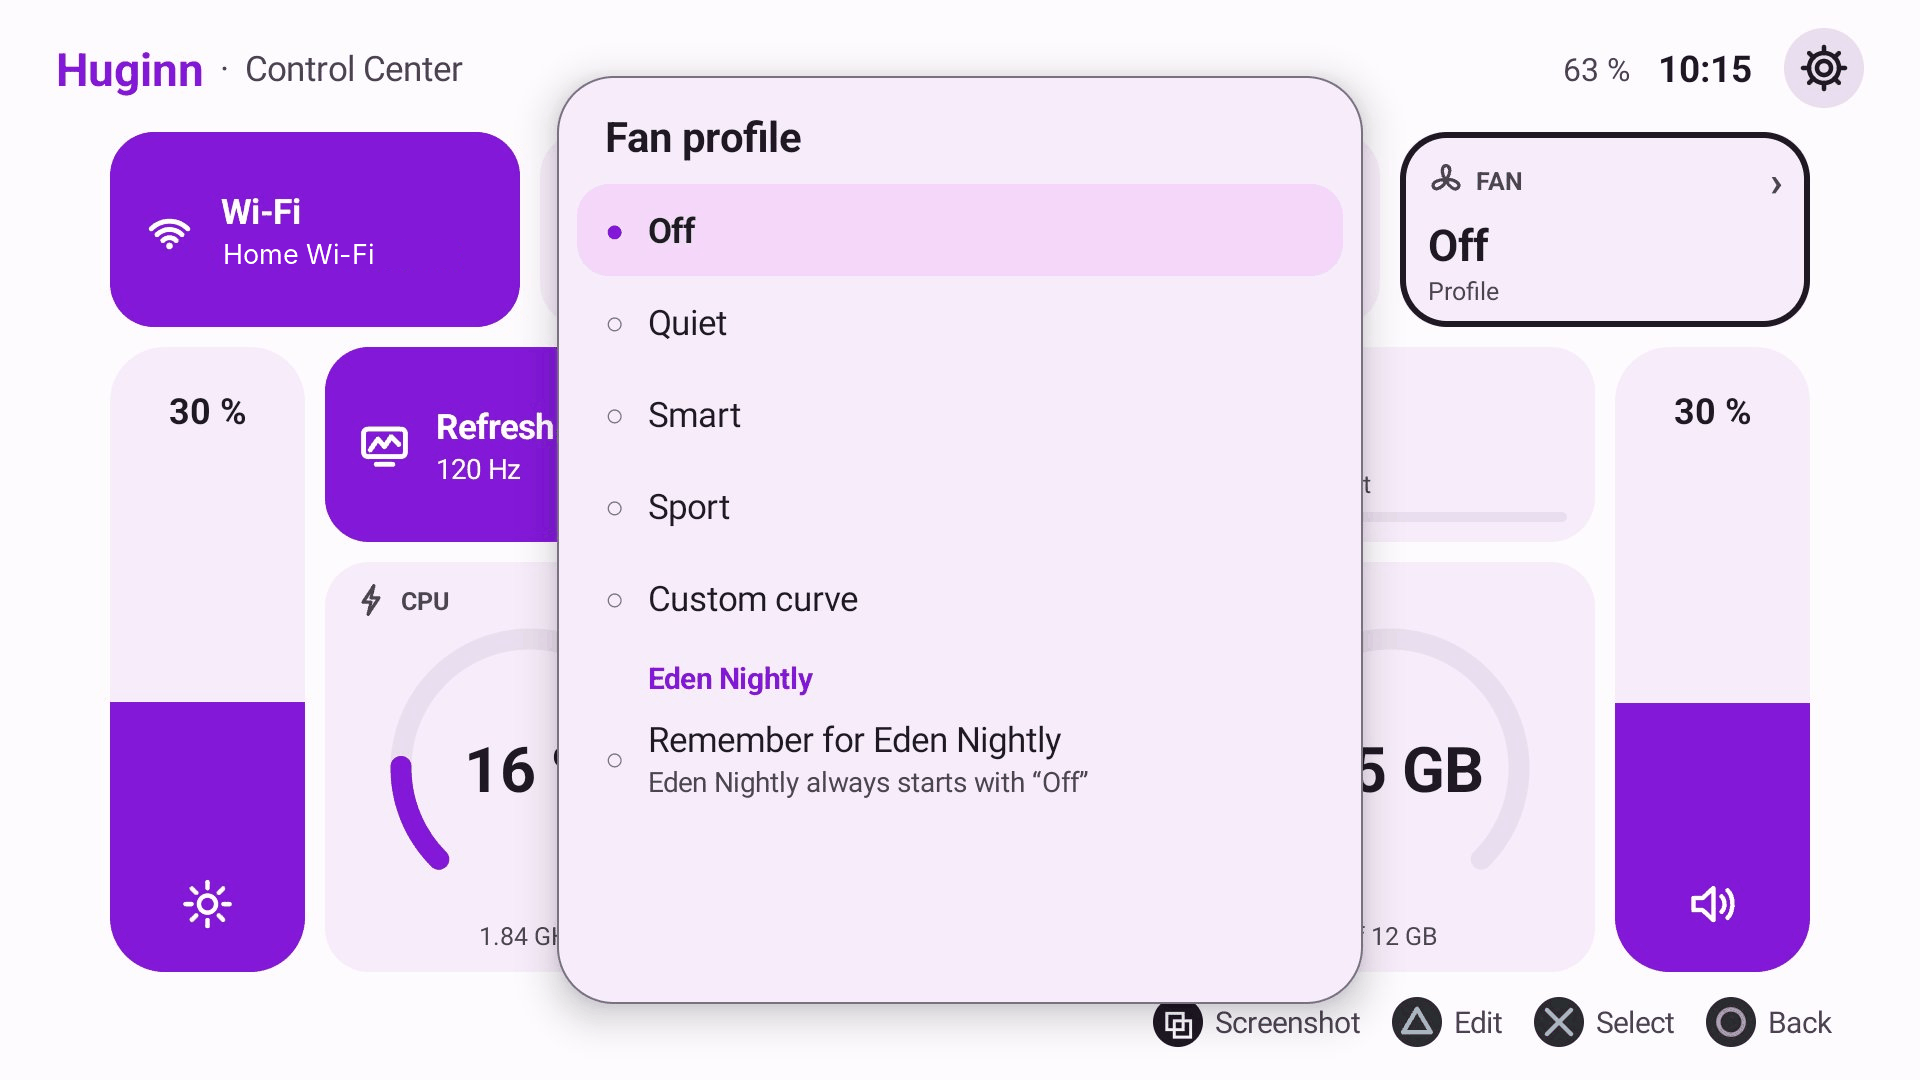 Huginn · Control Center
63 % 10:15
Fan profile
Wi-Fi
Home Wi-Fi
Off
FAN
Off
Profile
Quiet
30 %
Refresh
120 Hz
Smart
30 %
Sport
CPU
Custom curve
Eden Nightly
16
Remember for Eden Nightly
Eden Nightly always starts with “Off”
GB
1.84
12 GB
Screenshot Edit Select Back